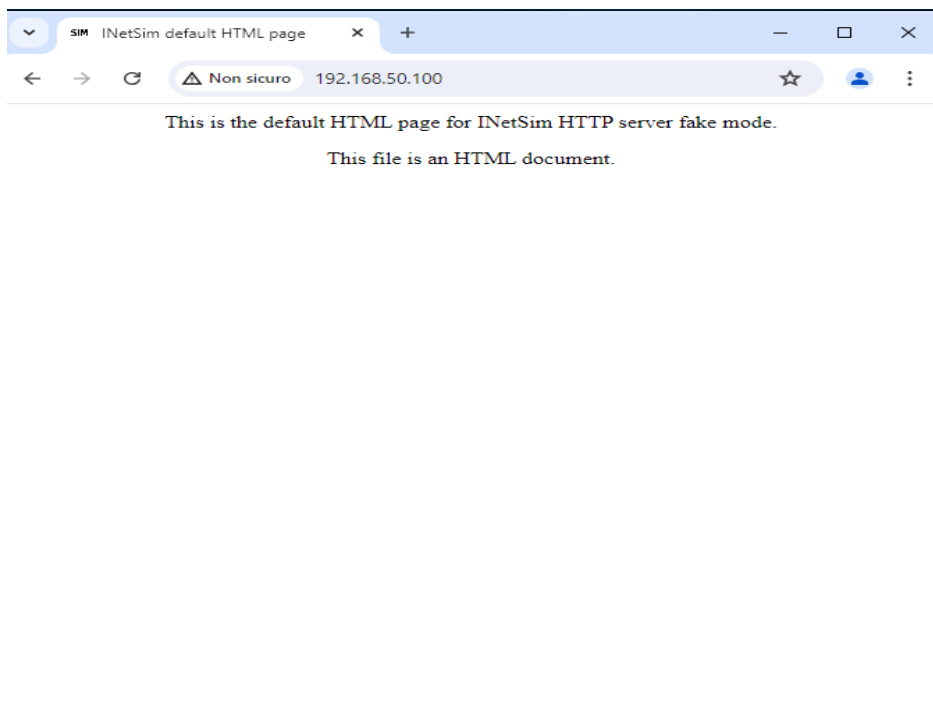 SIM INetSim default HTML page
Non sicuro 192.168.50.100
This is the default HTML page for INetSim HTTP server fake mode.
This file is an HTML document.